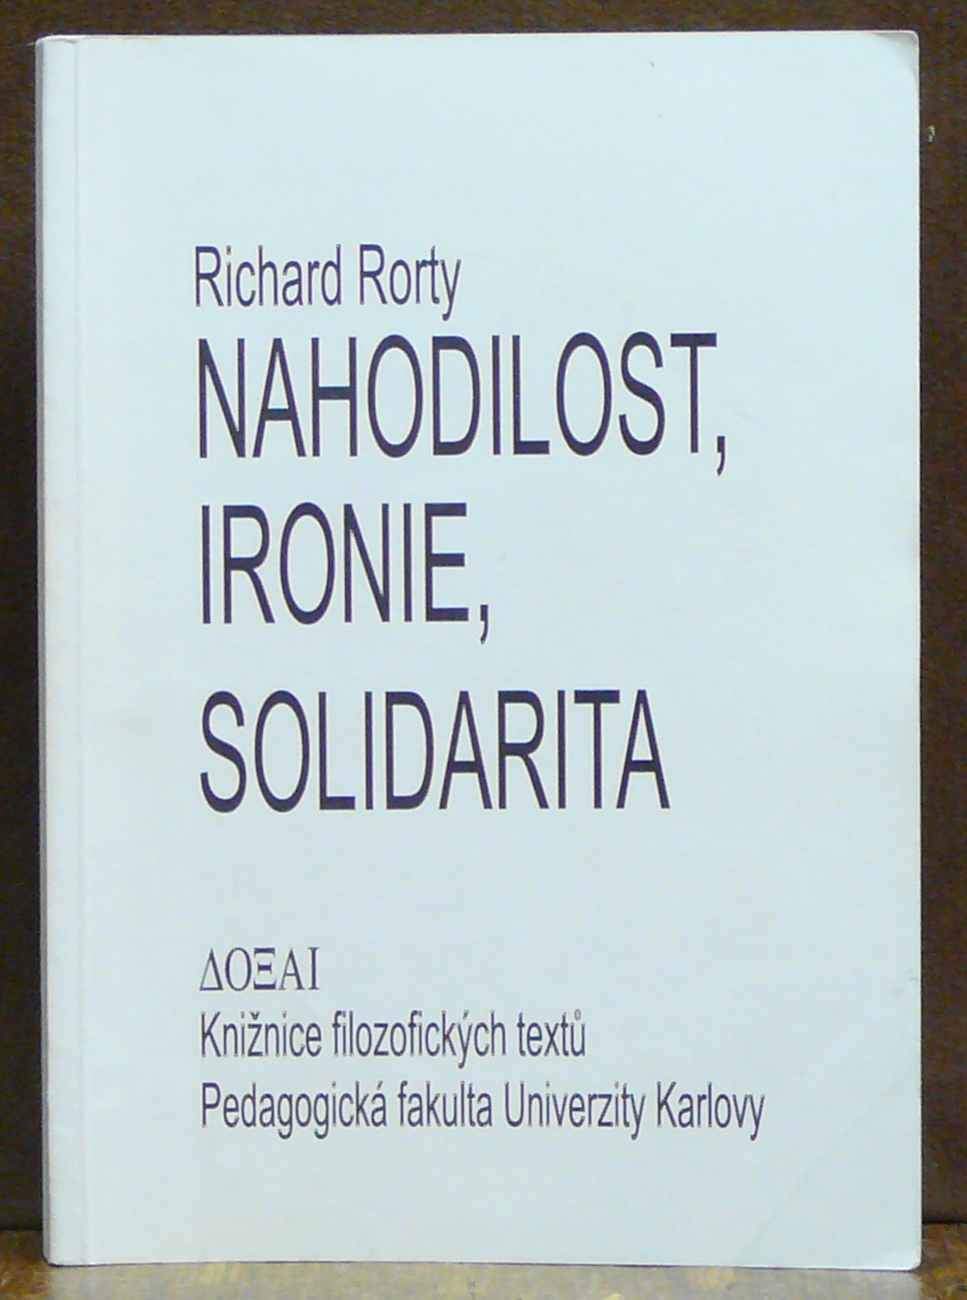 Richard Rorty
NAHODILOST,
IRONIE,
SOLIDARITA
ΔΟΞΑΙ
Knižnice filozofických textů
Pedagogická fakulta Univerzity Karlovy